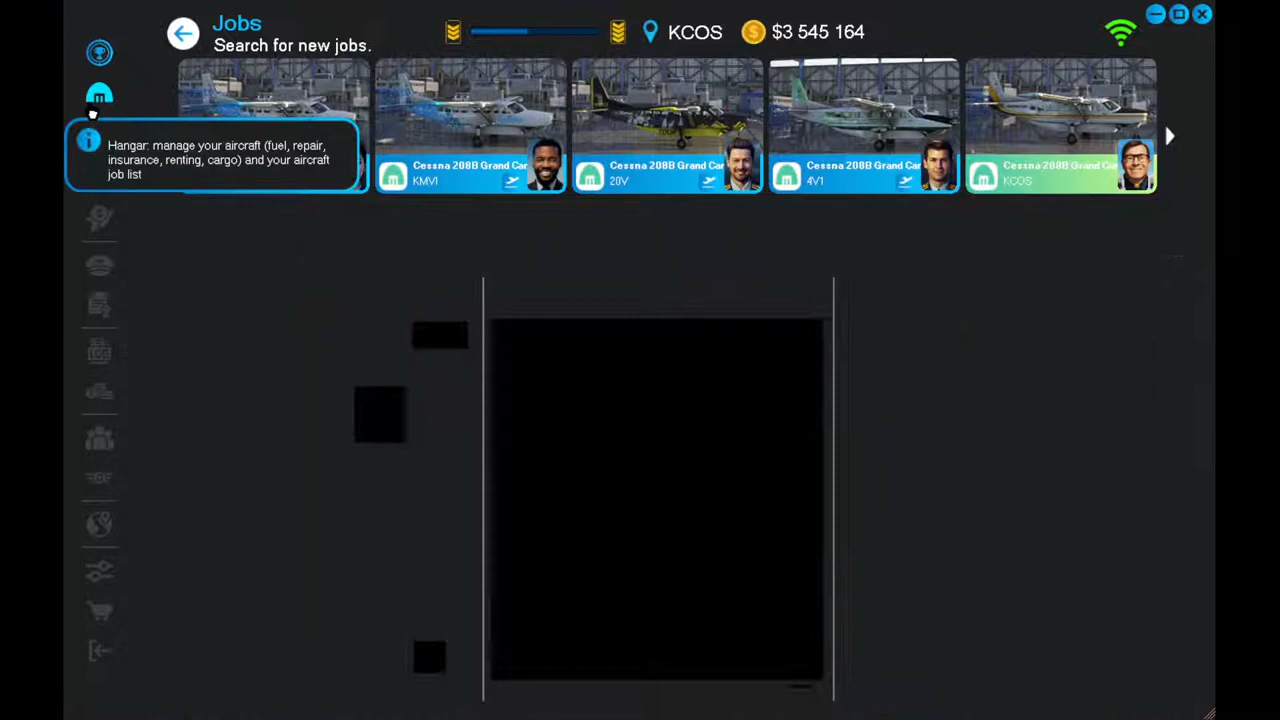 Jobs
Search for new jobs.
KCOS
$3 545 164
Hangar: manage your aircraft (fuel, repair,
insurance, renting, cargo) and your aircraft
job list
Cessna 208B Grand Car
KMVI
Cessna 208B Grand Car
20V
Cessna 208B Grand Car
4V1
Cessna 208B Grand Car
KCOS